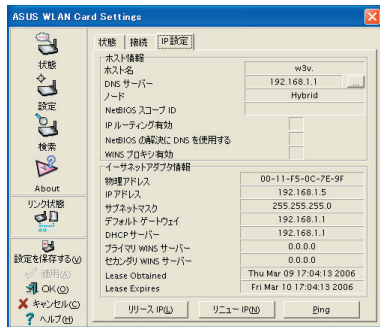 ASUS WLAN Card Settings
状態
設定
検索
About
リンク状態
設定を保存する(V)
適用(A)
OK(O)
キャンセル(C)
ヘルプ(H)
状態 接続 IP設定
ホスト情報
ホスト名 w3v.
DNS サーバー 192.168.1.1 ...
ノード Hybrid
NetBIOS スコープ ID
IP ルーティング有効
NetBIOS の解決に DNS を使用する
WINS プロキシ有効
イーサネットアダプタ情報
物理アドレス 00-11-F5-0C-7E-9F
IP アドレス 192.168.1.5
サブネットマスク 255.255.255.0
デフォルト ゲートウェイ 192.168.1.1
DHCP サーバー 192.168.1.1
プライマリ WINS サーバー 0.0.0.0
セカンダリ WINS サーバー 0.0.0.0
Lease Obtained Thu Mar 09 17:04:13 2006
Lease Expires Fri Mar 10 17:04:13 2006
リリース IP(L) リニュー IP(N) Ping